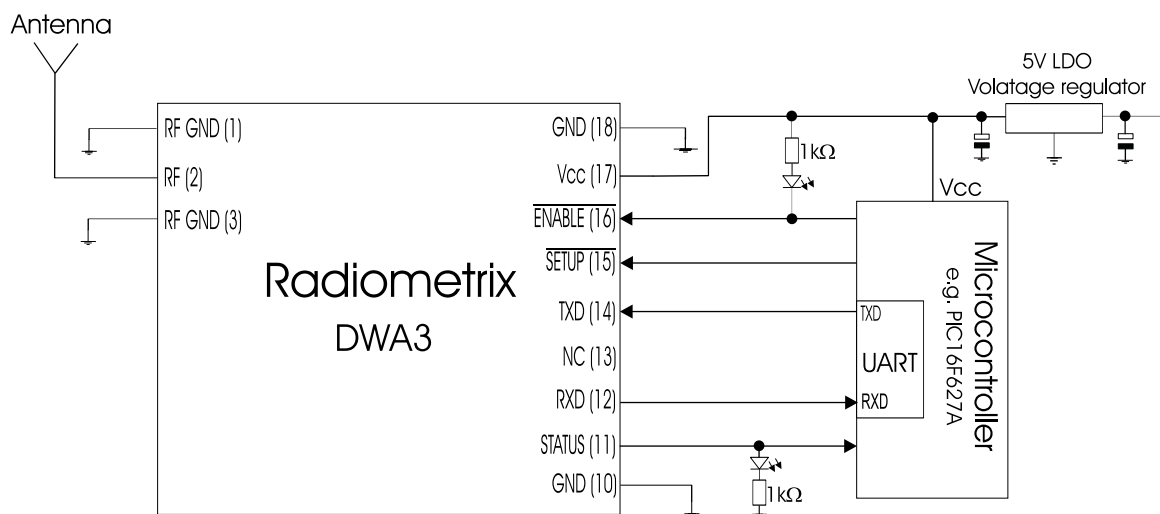 Antenna
5V LDO
Volatage regulator
RF GND (1)
GND (18)
1kΩ
RF (2)
Vcc (17)
Vcc
RF GND (3)
ENABLE (16)
SETUP (15)
Radiometrix
DWA3
TXD (14)
TXD
NC (13)
UART
RXD (12)
RXD
Microcontroller
e.g. PIC16F627A
STATUS (11)
GND (10)
1kΩ